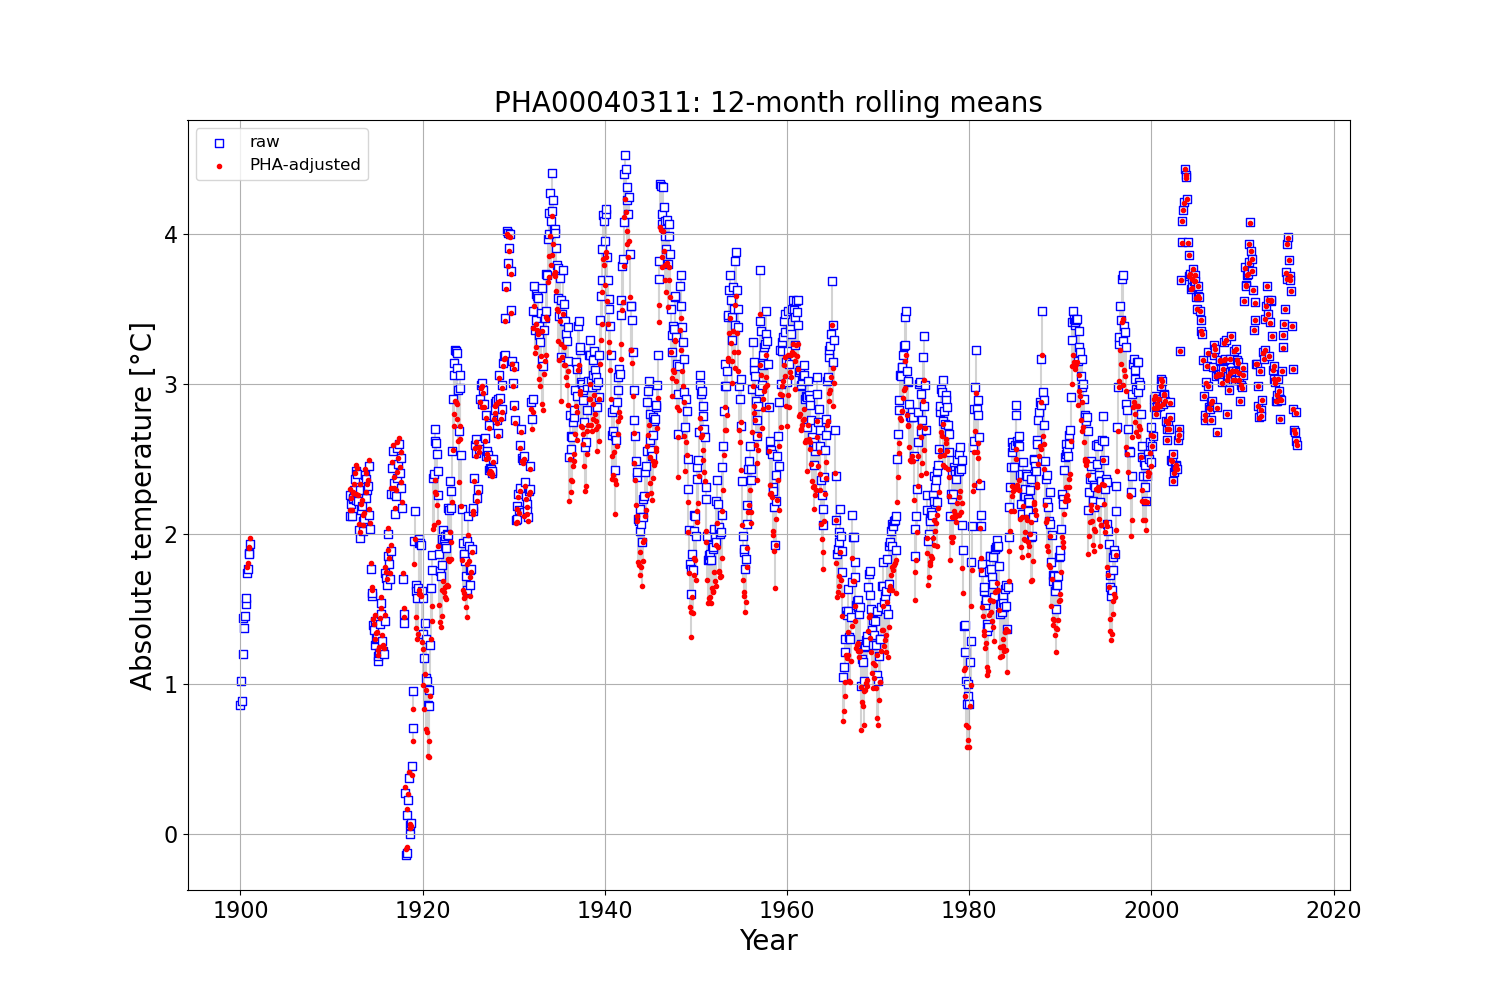 PHA00040311: 12-month rolling means
raw
PHA-adjusted
Absolute temperature [°C]
4
3
2
1
0
1900 1920 1940 1960 1980 2000 2020
Year